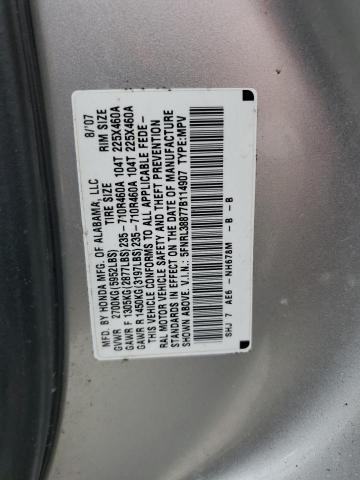 MFD. BY HONDA MFG. OF ALABAMA, LLC 8/'07
TIRE SIZE RIM SIZE
GVWR 2700KG(5952LBS)
GAWR F 1305KG(2877LBS)235-710R460A 104T 225X460A
GAWR R 1450KG(3197LBS)235-710R460A 104T 225X460A
THIS VEHICLE CONFORMS TO ALL APPLICABLE FEDE-
RAL MOTOR VEHICLE SAFETY AND THEFT PREVENTION
STANDARDS IN EFFECT ON THE DATE OF MANUFACTURE
SHOWN ABOVE. V.I.N.: 5FNRL38877B114907 TYPE:MPV
SHJ 7 AE6 -NH678M -B -B